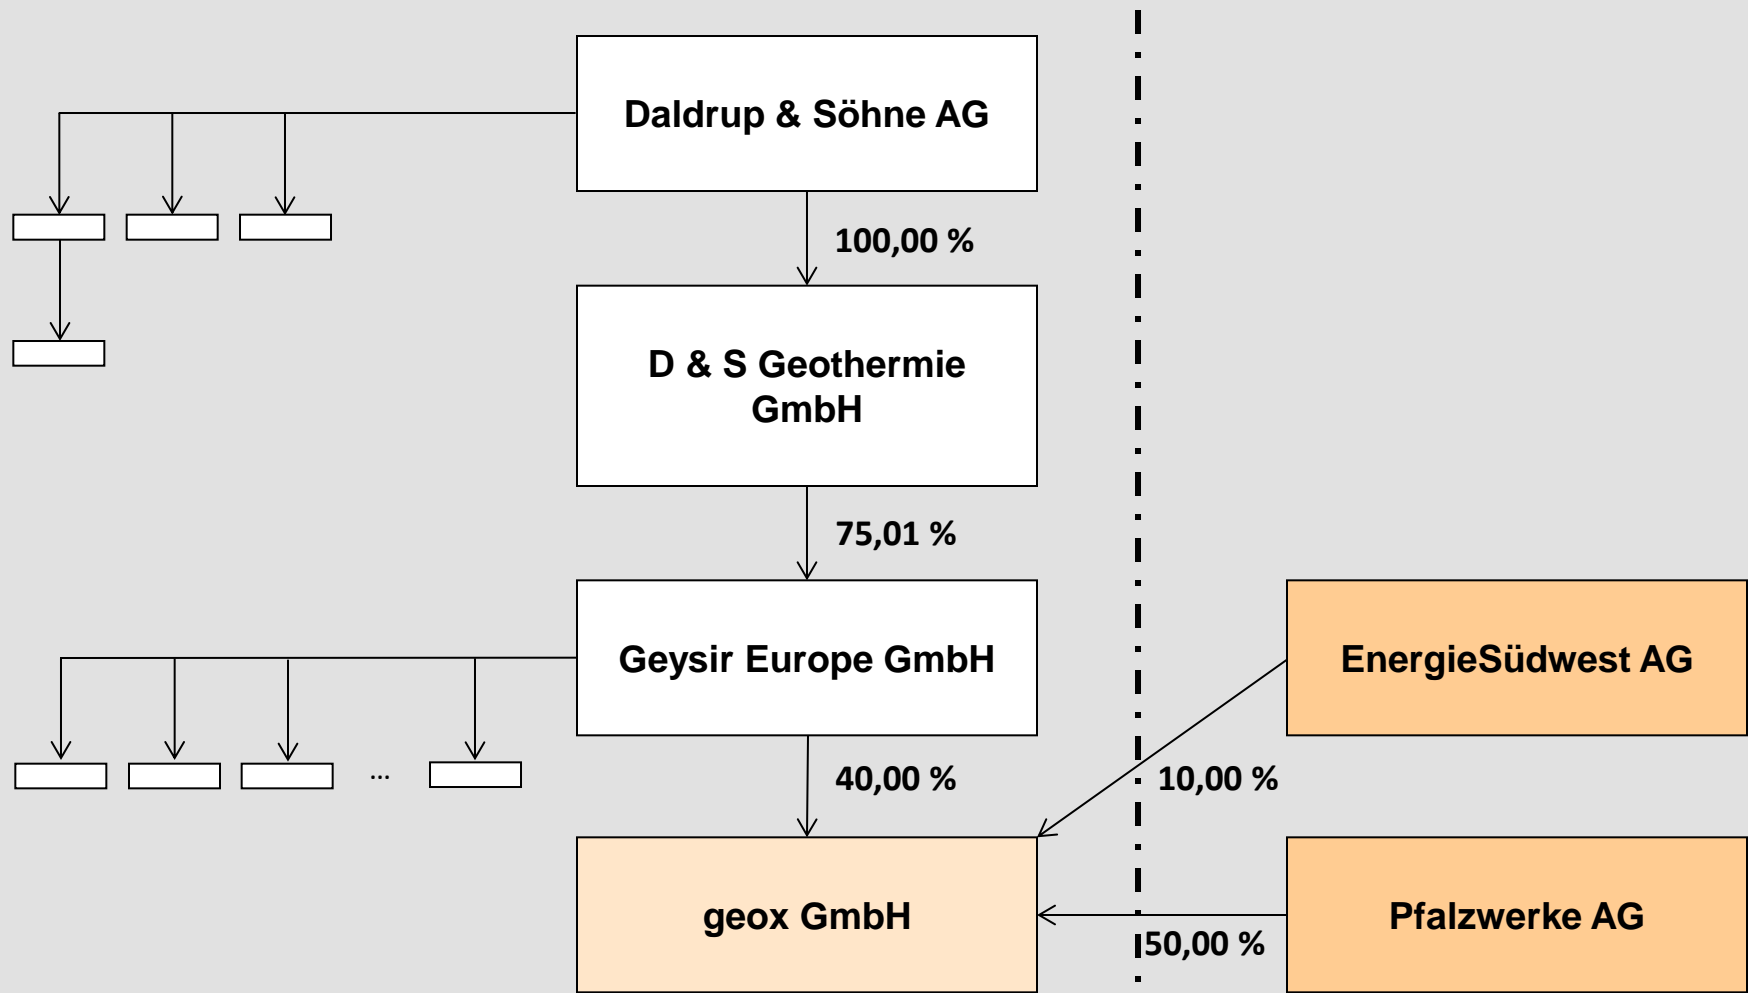 Daldrup & Söhne AG
100,00 %
D & S Geothermie
GmbH
75,01 %
Geysir Europe GmbH
EnergieSüdwest AG
...
40,00 %
10,00 %
geox GmbH
Pfalzwerke AG
50,00 %